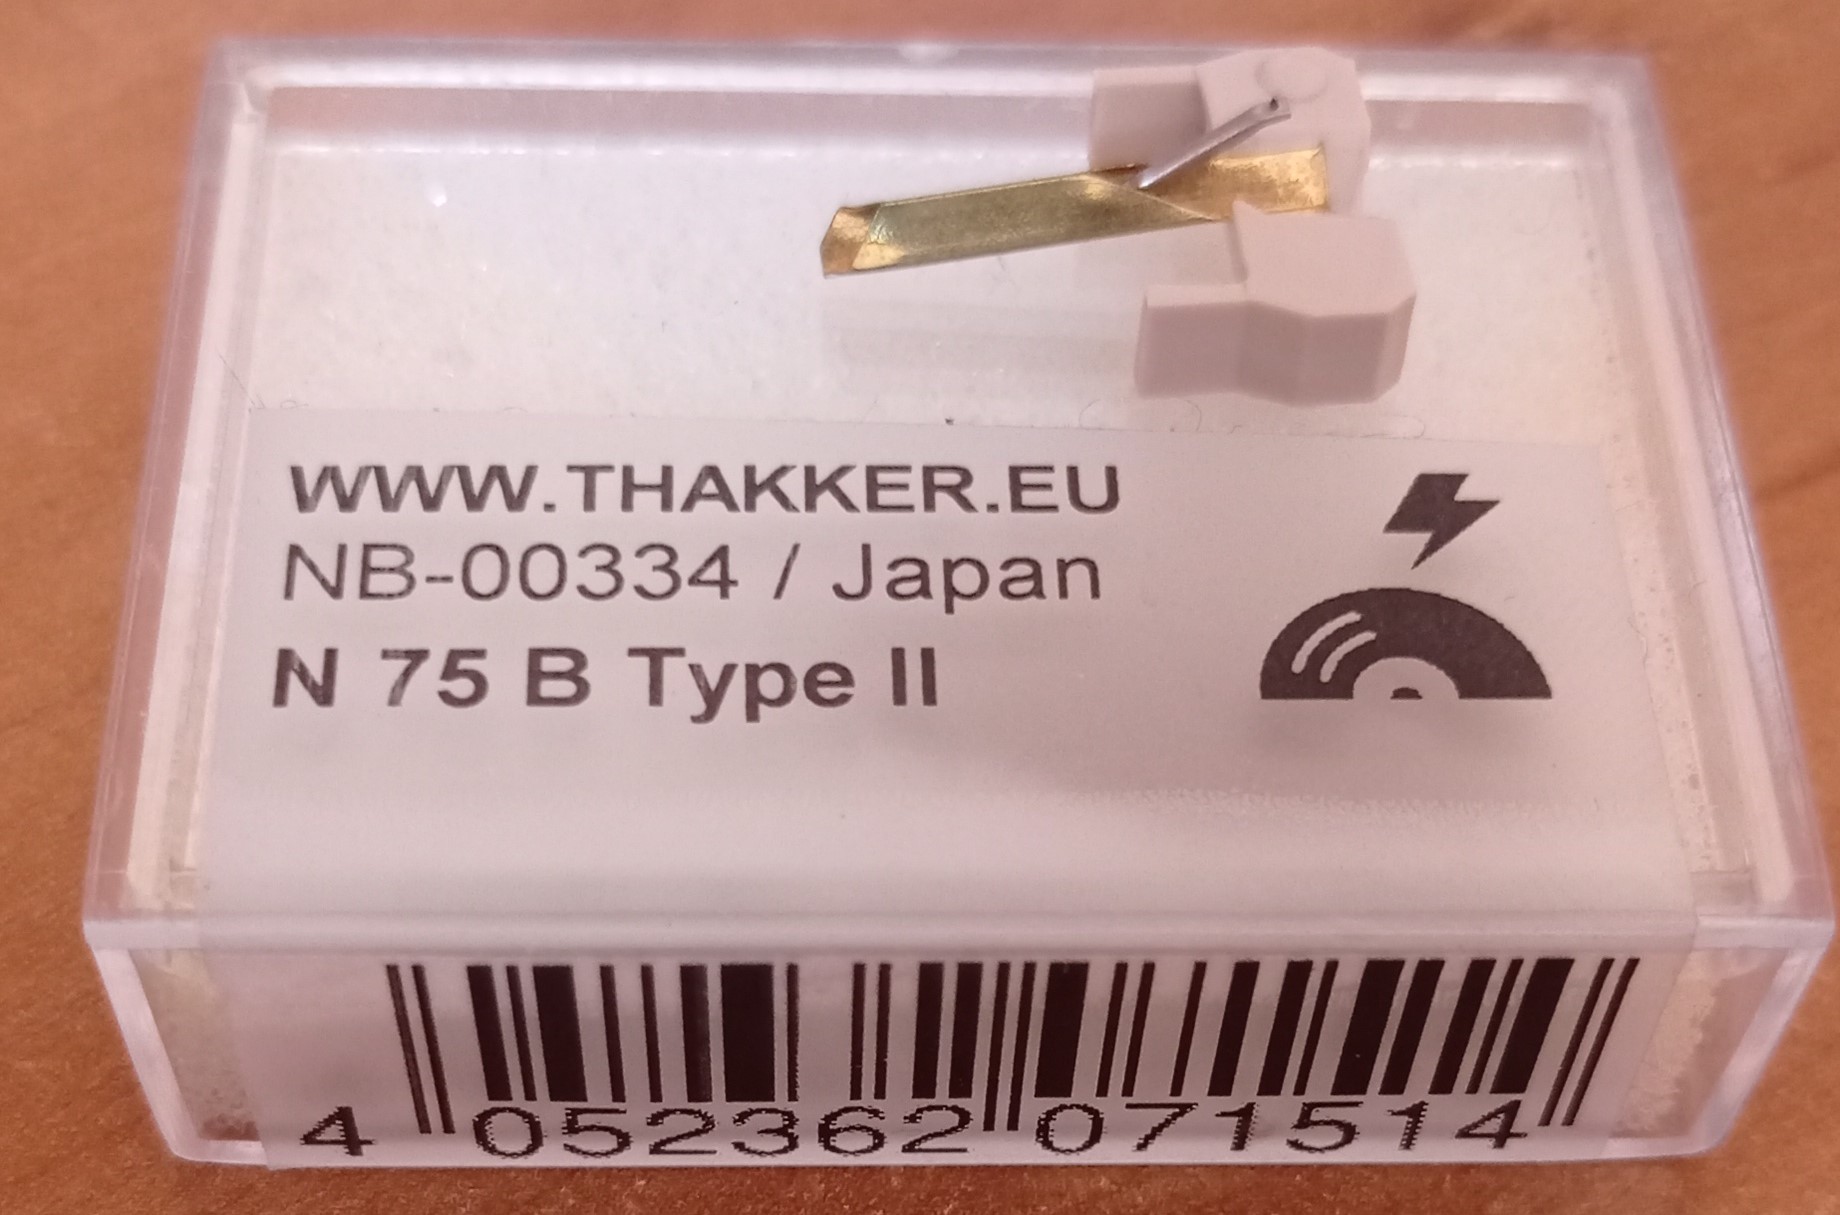 WWW.THAKKER.EU
NB-00334 / Japan
N 75 B Type II
4 052362 071514